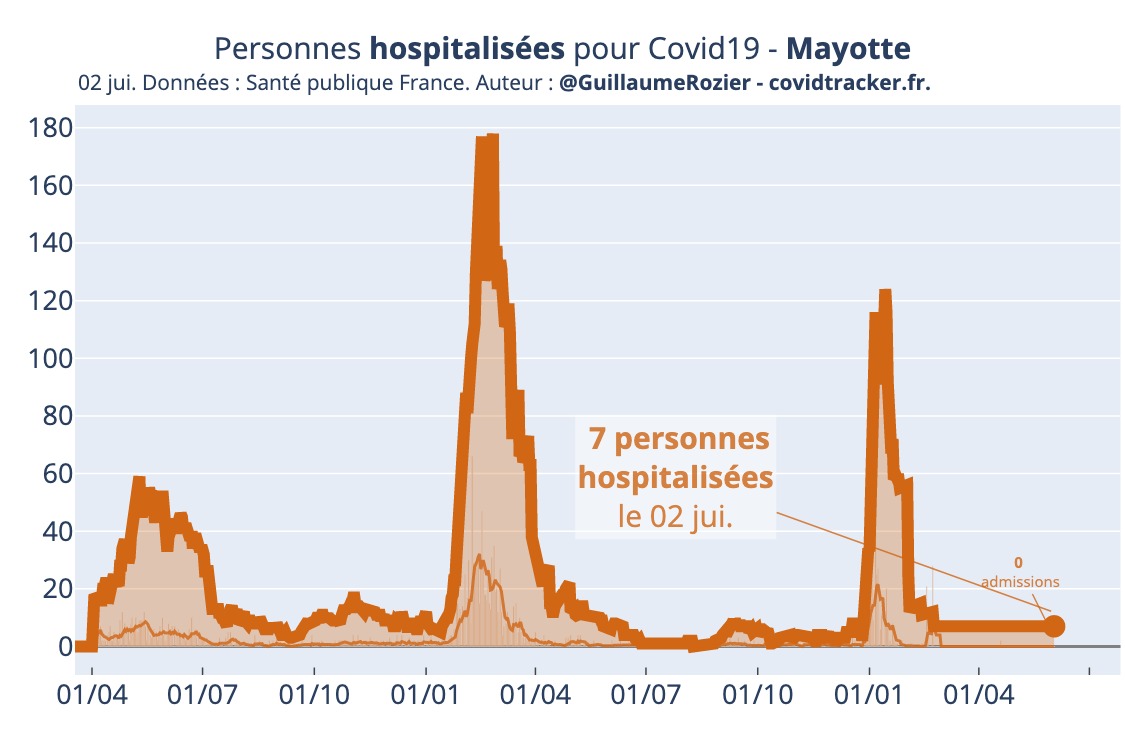 Personnes hospitalisées pour Covid19 - Mayotte
02 jui. Données : Santé publique France. Auteur : @GuillaumeRozier - covidtracker.fr.
180
160
140
120
100
80
60
40
20
0
7 personnes
hospitalisées
le 02 jui.
0
admissions
01/04 01/07 01/10 01/01 01/04 01/07 01/10 01/01 01/04